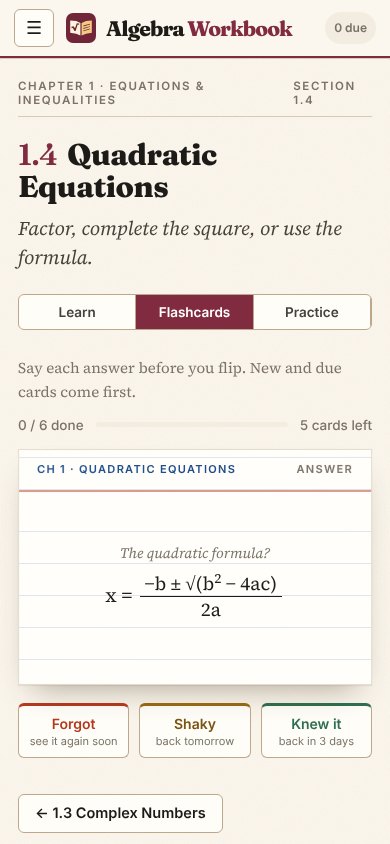 ☰ Algebra Workbook 0 due
CHAPTER 1 · EQUATIONS & INEQUALITIES SECTION 1.4
1.4 Quadratic Equations
Factor, complete the square, or use the
formula.
Learn Flashcards Practice
Say each answer before you flip. New and due
cards come first.
0 / 6 done 5 cards left
CH 1 · QUADRATIC EQUATIONS ANSWER
The quadratic formula?
x = (−b ± √(b² − 4ac)) / 2a
Forgot Shaky Knew it
see it again soon back tomorrow back in 3 days
← 1.3 Complex Numbers